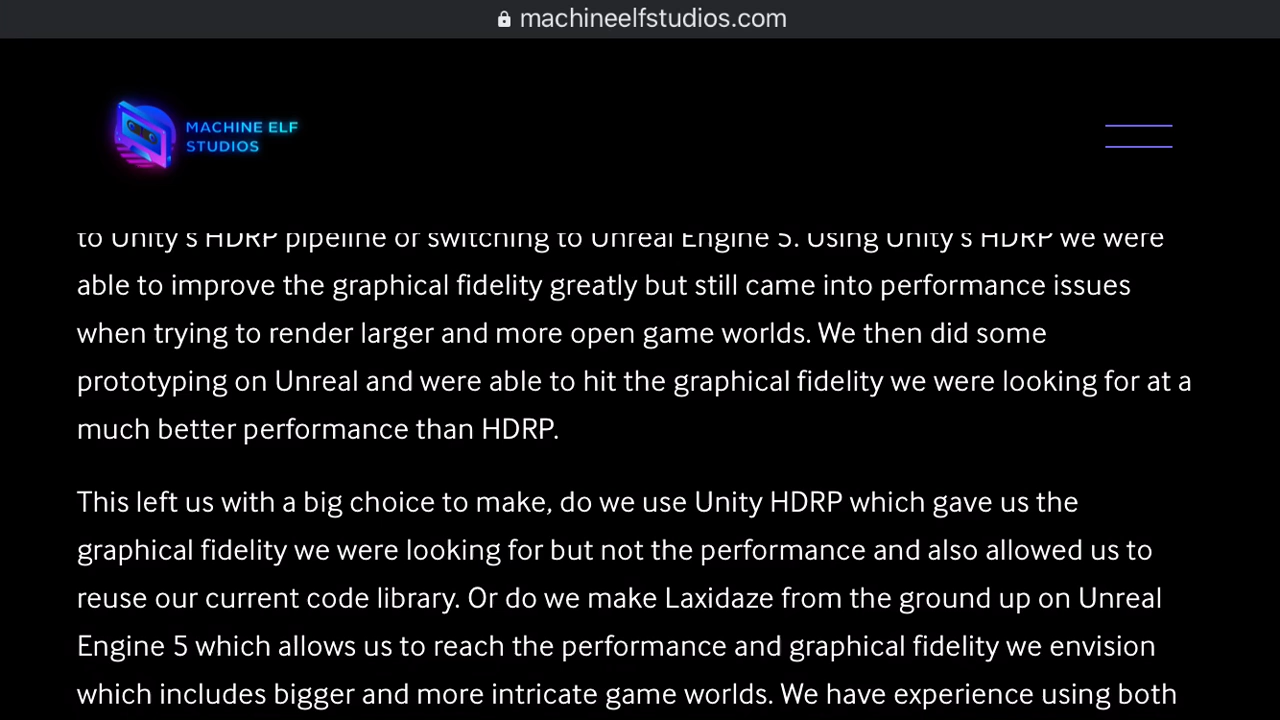 machineelfstudios.com
MACHINE ELF
STUDIOS
to Unity's HDRP pipeline or switching to Unreal Engine 5. Using Unity's HDRP we were
able to improve the graphical fidelity greatly but still came into performance issues
when trying to render larger and more open game worlds. We then did some
prototyping on Unreal and were able to hit the graphical fidelity we were looking for at a
much better performance than HDRP.
This left us with a big choice to make, do we use Unity HDRP which gave us the
graphical fidelity we were looking for but not the performance and also allowed us to
reuse our current code library. Or do we make Laxidaze from the ground up on Unreal
Engine 5 which allows us to reach the performance and graphical fidelity we envision
which includes bigger and more intricate game worlds. We have experience using both